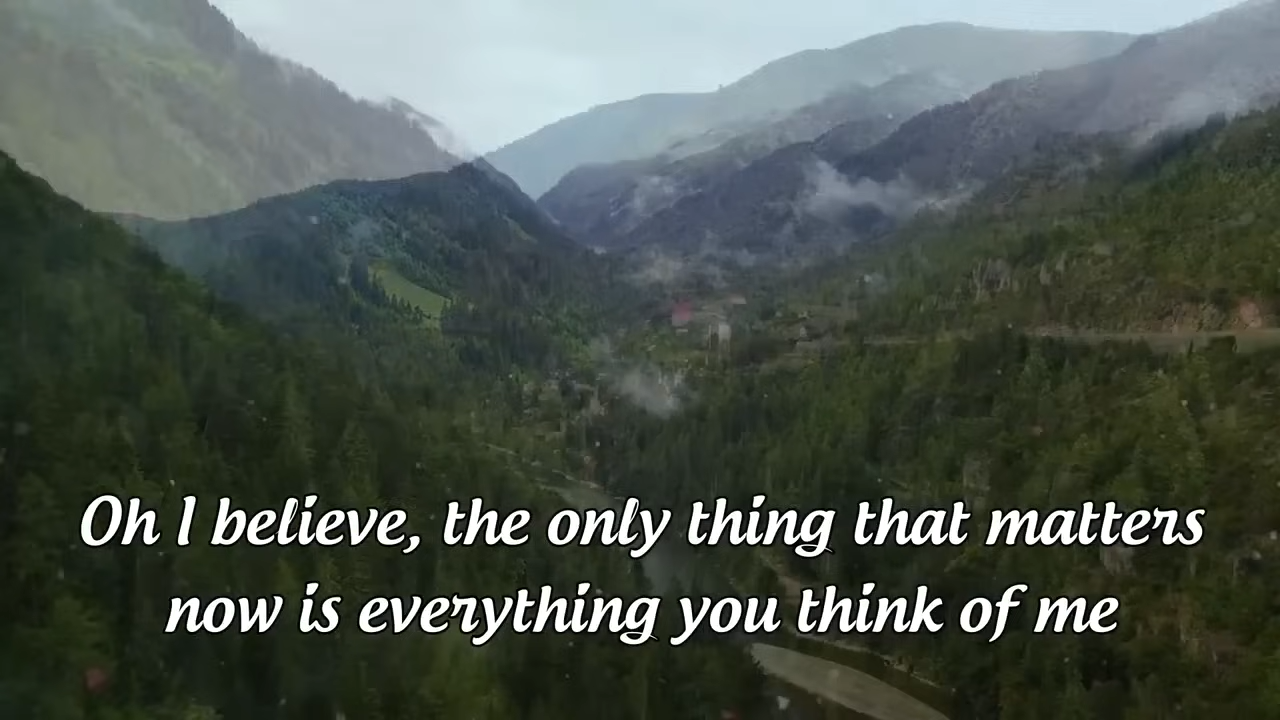 Oh I believe, the only thing that matters
now is everything you think of me